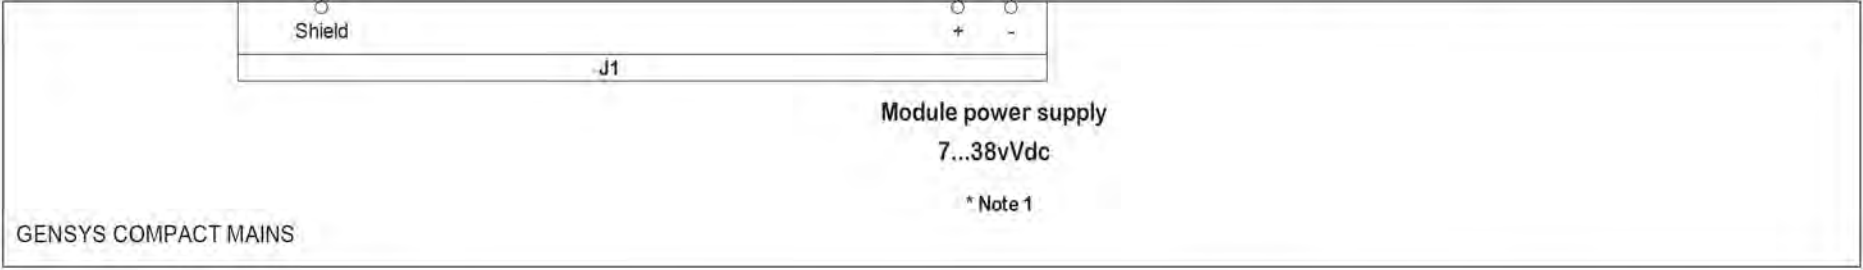 Shield + -
J1
Module power supply
7...38vVdc
* Note 1
GENSYS COMPACT MAINS